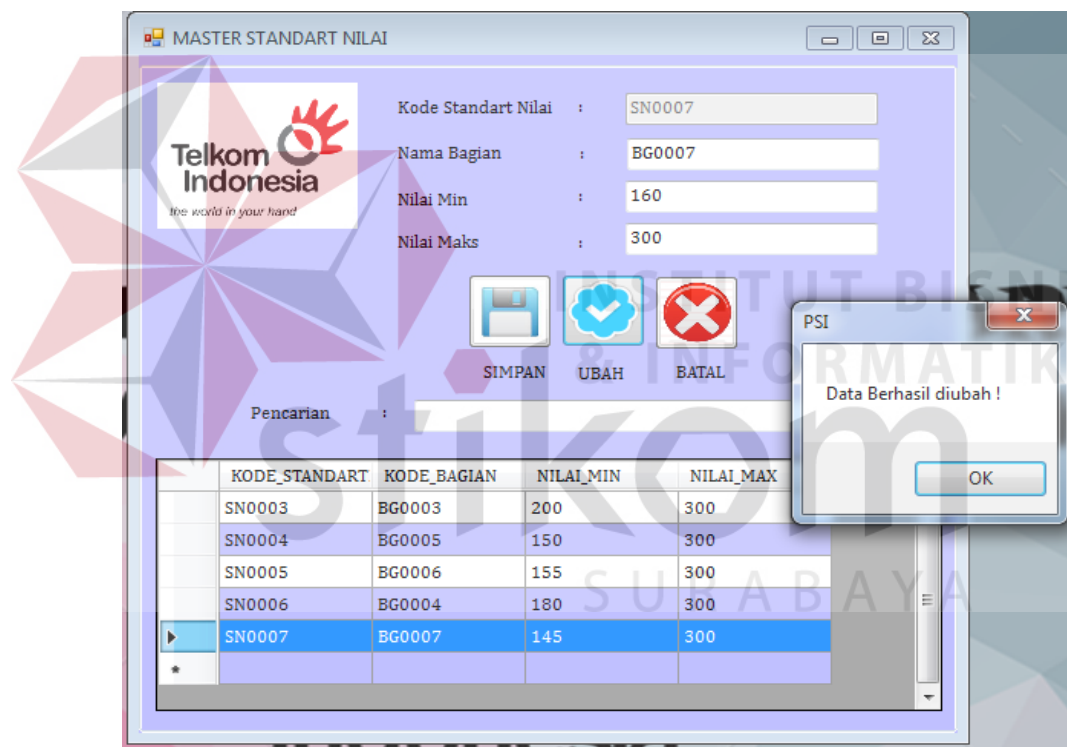 MASTER STANDART NILAI
Telkom
Indonesia
the world in your hand
Kode Standart Nilai : SN0007
Nama Bagian : BG0007
Nilai Min : 160
Nilai Maks : 300
SIMPAN UBAH BATAL
Pencarian :
PSI
Data Berhasil diubah !
OK
KODE_STANDART KODE_BAGIAN NILAI_MIN NILAI_MAX
SN0003 BG0003 200 300
SN0004 BG0005 150 300
SN0005 BG0006 155 300
SN0006 BG0004 180 300
SN0007 BG0007 145 300
*
INSTITUT BISNI
& INFORMATIK
stikom
SURABAYA